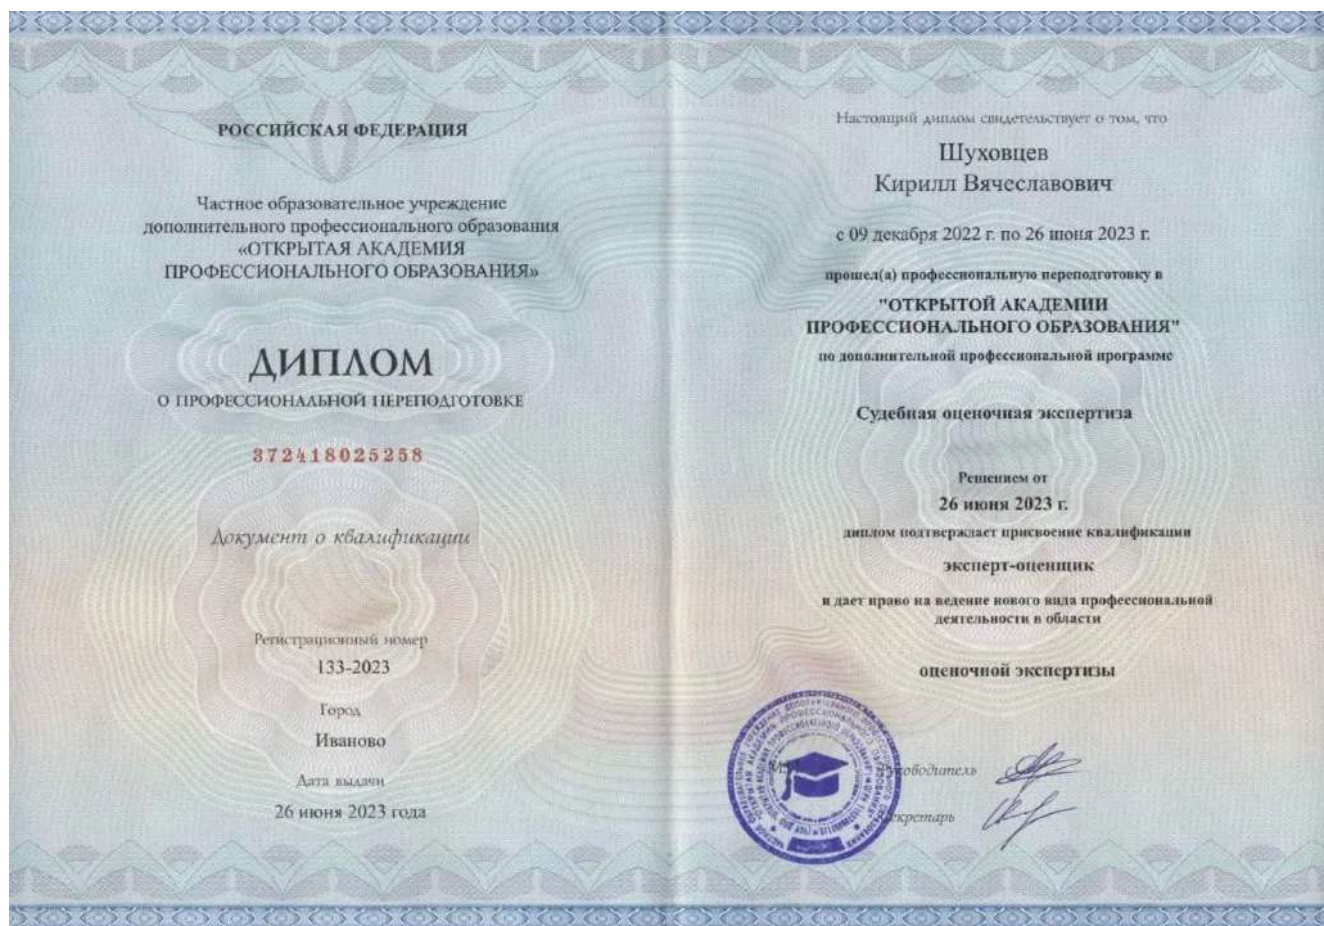 РОССИЙСКАЯ ФЕДЕРАЦИЯ
Частное образовательное учреждение
дополнительного профессионального образования
«ОТКРЫТАЯ АКАДЕМИЯ
ПРОФЕССИОНАЛЬНОГО ОБРАЗОВАНИЯ»
ДИПЛОМ
О ПРОФЕССИОНАЛЬНОЙ ПЕРЕПОДГОТОВКЕ
372418025258
Документ о квалификации
Регистрационный номер
133-2023
Город
Иваново
Дата выдачи
26 июня 2023 года
Настоящий диплом свидетельствует о том, что
Шуховцев
Кирилл Вячеславович
с 09 декабря 2022 г. по 26 июня 2023 г.
прошел(а) профессиональную переподготовку в
"ОТКРЫТОЙ АКАДЕМИИ
ПРОФЕССИОНАЛЬНОГО ОБРАЗОВАНИЯ"
по дополнительной профессиональной программе
Судебная оценочная экспертиза
Решением от
26 июня 2023 г.
диплом подтверждает присвоение квалификации
эксперт-оценщик
и дает право на ведение нового вида профессиональной
деятельности в области
оценочной экспертизы
Руководитель
Секретарь